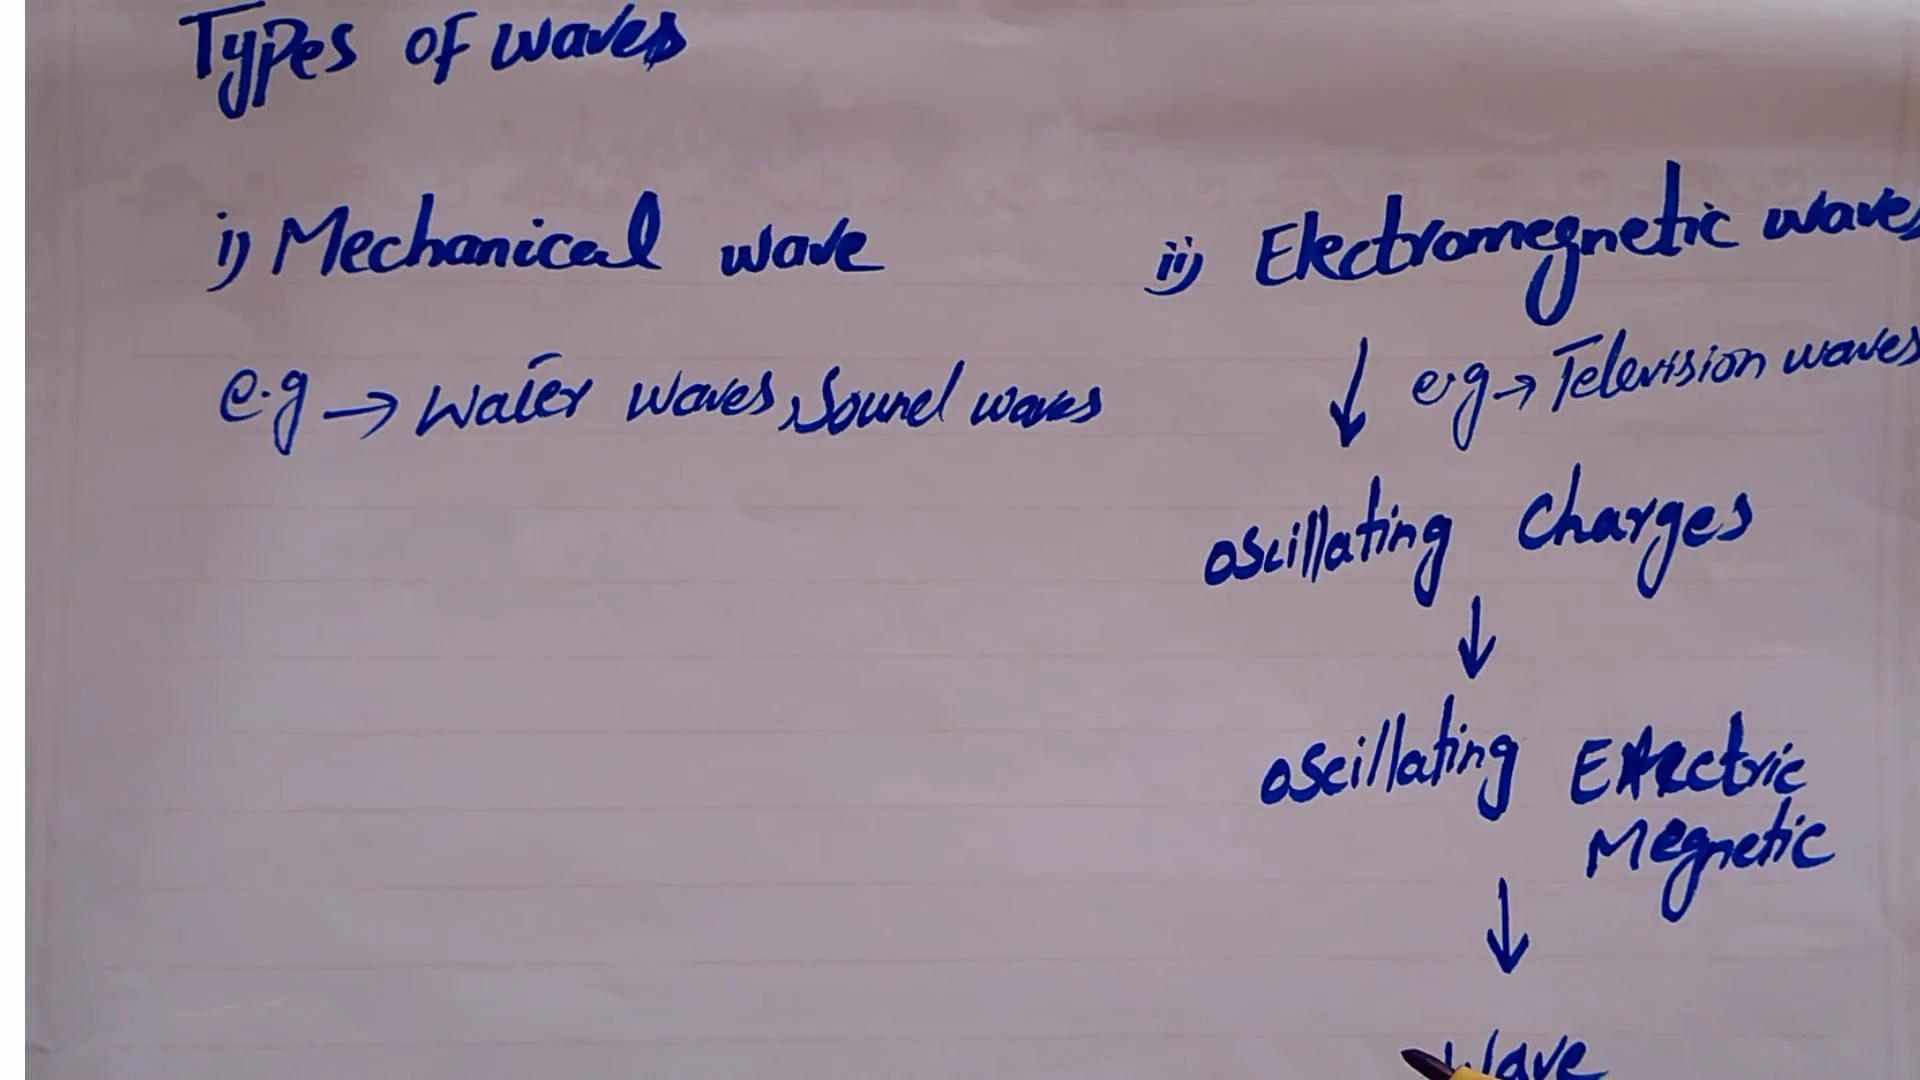 Types of waves
i) Mechanical wave
e.g → Water waves, Sound waves
ii) Electromegnetic waves
↓ e.g → Television waves
oscillating Charges
↓
oscillating Electric
Megnetic
↓
Wave